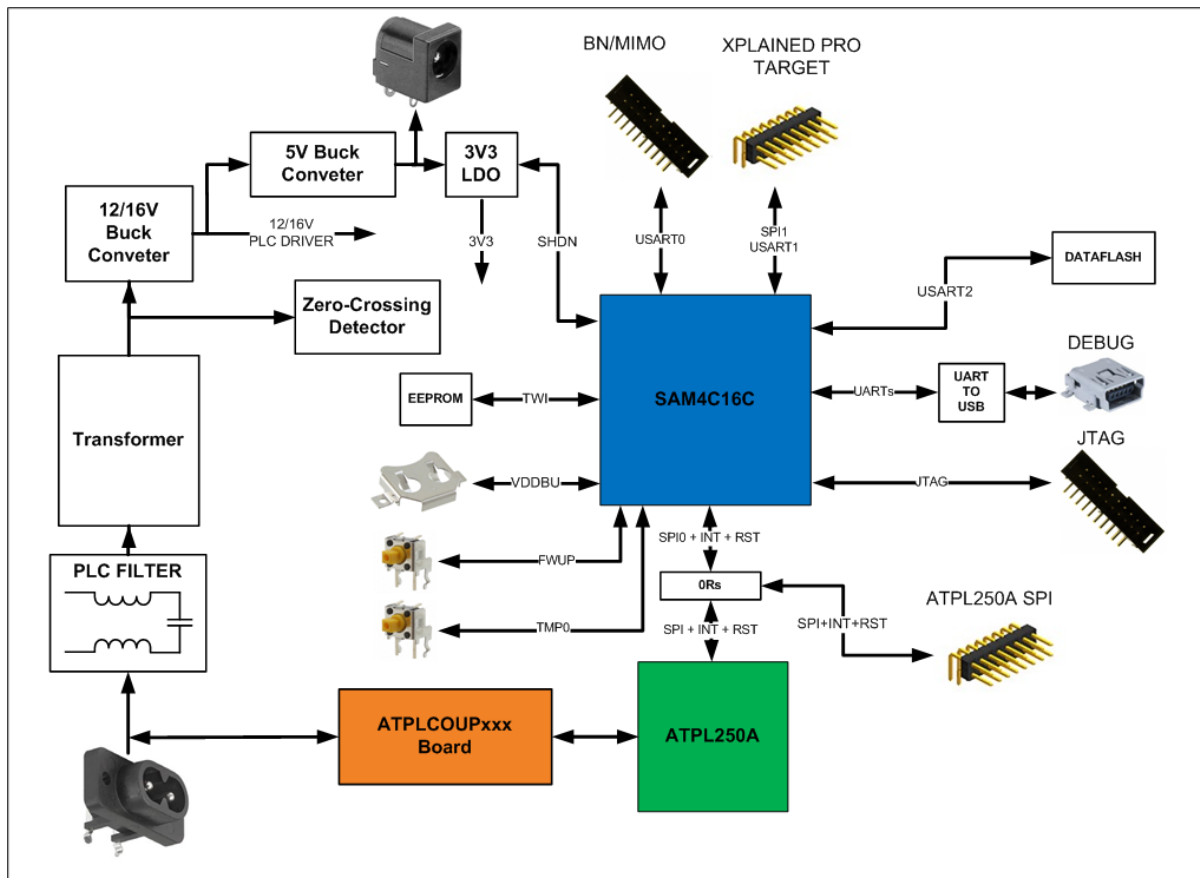 BN/MIMO
XPLAINED PRO
TARGET
5V Buck
Conveter
3V3
LDO
12/16V
Buck
Conveter
12/16V
PLC DRIVER
3V3
SHDN
USART0
SPI1
USART1
DATAFLASH
USART2
Zero-Crossing
Detector
DEBUG
EEPROM
TWI
SAM4C16C
UARTs
UART
TO
USB
Transformer
JTAG
VDDBU
JTAG
SPI0 + INT + RST
FWUP
PLC FILTER
0Rs
ATPL250A SPI
TMP0
SPI + INT + RST
SPI+INT+RST
ATPLCOUPxxx
Board
ATPL250A